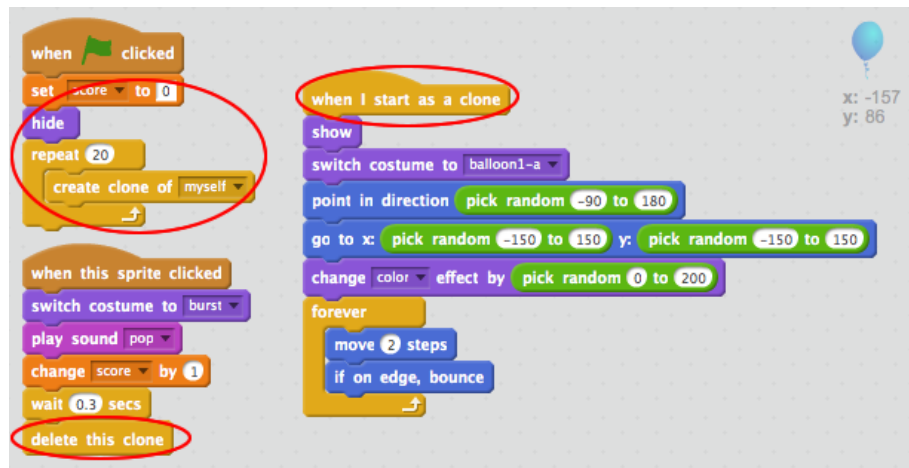 when clicked
set score to 0
hide
repeat 20
create clone of myself
when this sprite clicked
switch costume to burst
play sound pop
change score by 1
wait 0.3 secs
delete this clone
when I start as a clone
show
switch costume to balloon1-a
point in direction pick random -90 to 180
go to x: pick random -150 to 150 y: pick random -150 to 150
change color effect by pick random 0 to 200
forever
move 2 steps
if on edge, bounce
x: -157
y: 86